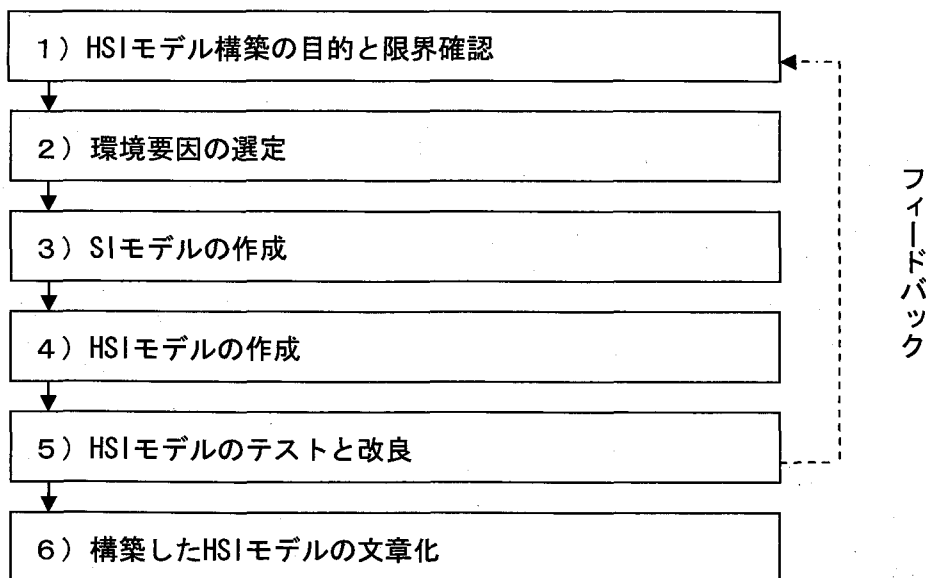 1）HSIモデル構築の目的と限界確認
2）環境要因の選定
3）SIモデルの作成
4）HSIモデルの作成
5）HSIモデルのテストと改良
6）構築したHSIモデルの文章化
フィードバック